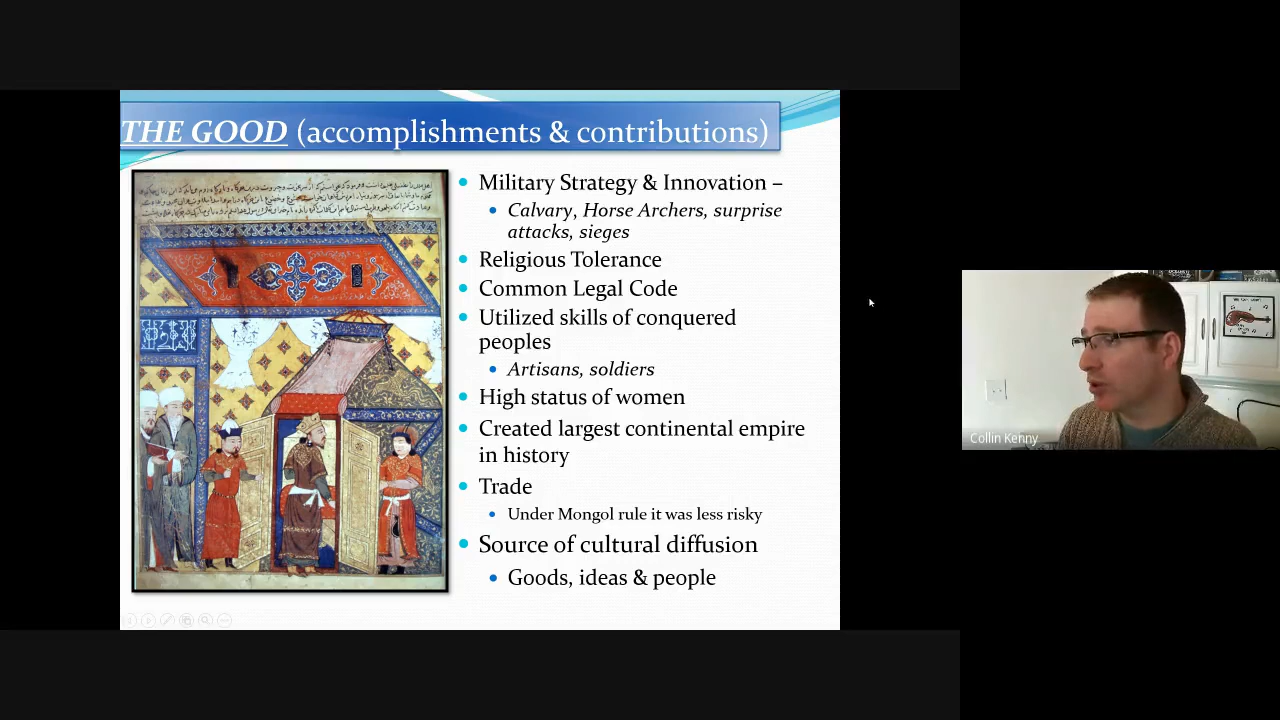 THE GOOD (accomplishments & contributions)
Military Strategy & Innovation –
Calvary, Horse Archers, surprise
attacks, sieges
Religious Tolerance
Common Legal Code
Utilized skills of conquered
peoples
Artisans, soldiers
High status of women
Created largest continental empire
in history
Trade
Under Mongol rule it was less risky
Source of cultural diffusion
Goods, ideas & people
Collin Kenny